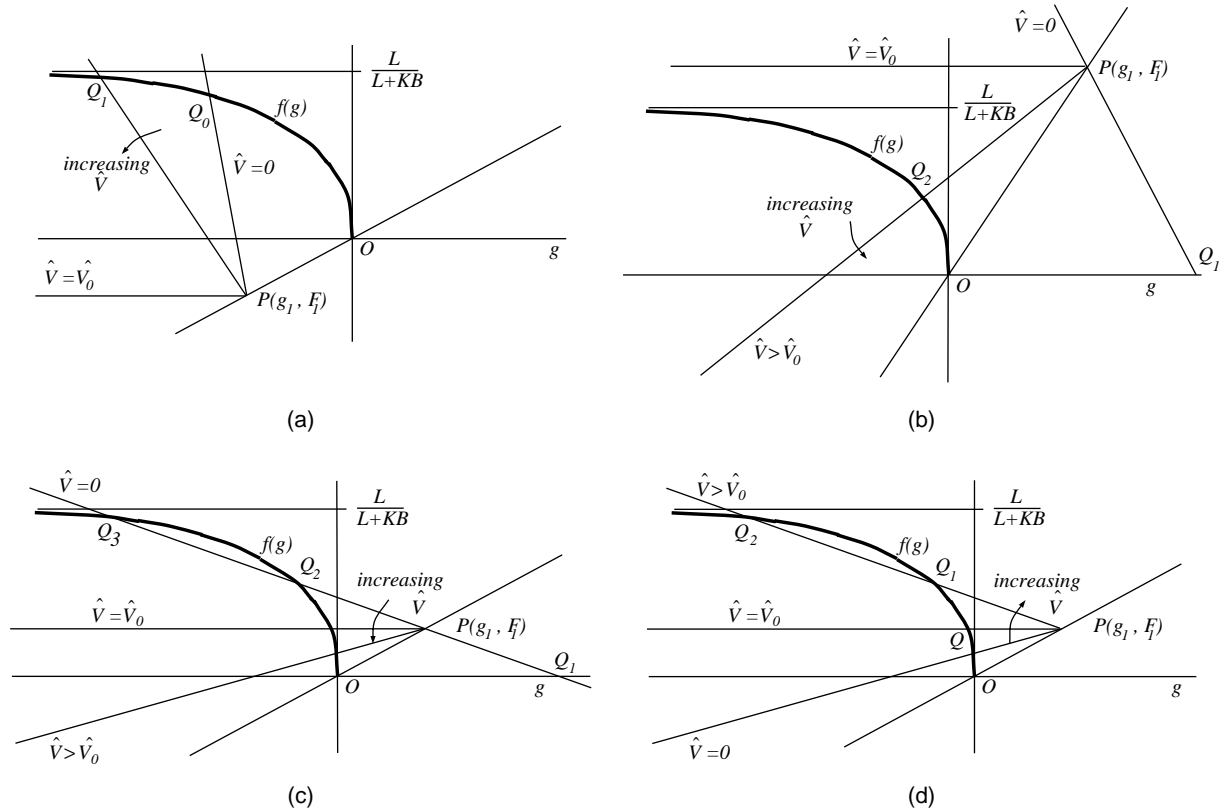 L
L+KB
Q1
Q0
f(g)
increasing
V̂
V̂=0
O
g
V̂=V̂0
P(g1, F1)
(a)
V̂=0
V̂=V̂0
P(g1, F1)
L
L+KB
f(g)
Q2
increasing
V̂
Q1
O
g
V̂>V̂0
(b)
V̂=0
L
L+KB
Q3
f(g)
Q2
increasing
V̂
V̂=V̂0
P(g1, F1)
Q1
O
g
V̂>V̂0
(c)
V̂>V̂0
L
L+KB
Q2
f(g)
Q1
increasing
V̂
V̂=V̂0
P(g1, F1)
Q
O
g
V̂=0
(d)